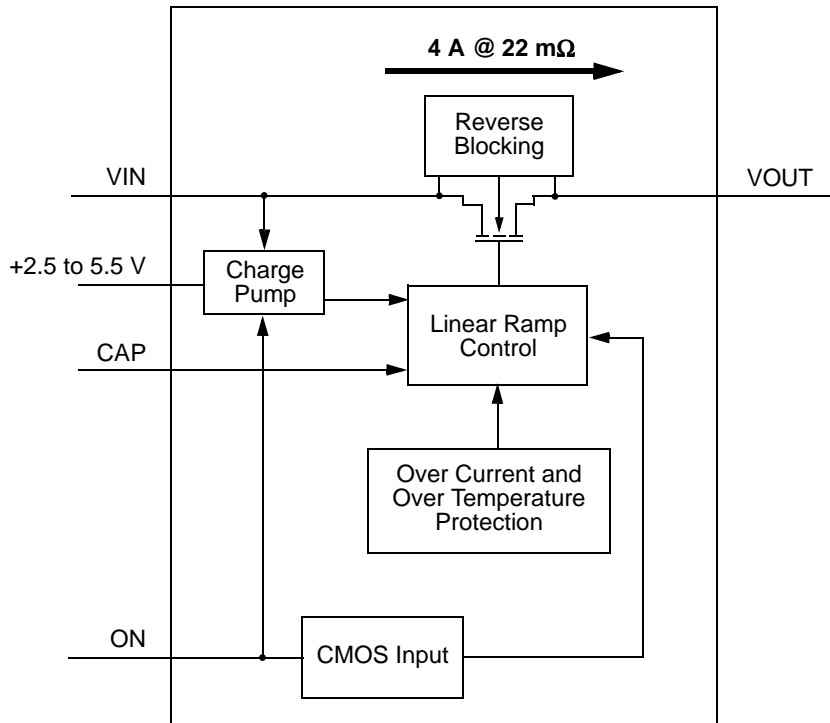 4 A @ 22 mΩ
Reverse
Blocking
VIN
VOUT
+2.5 to 5.5 V
Charge
Pump
Linear Ramp
Control
CAP
Over Current and
Over Temperature
Protection
ON
CMOS Input